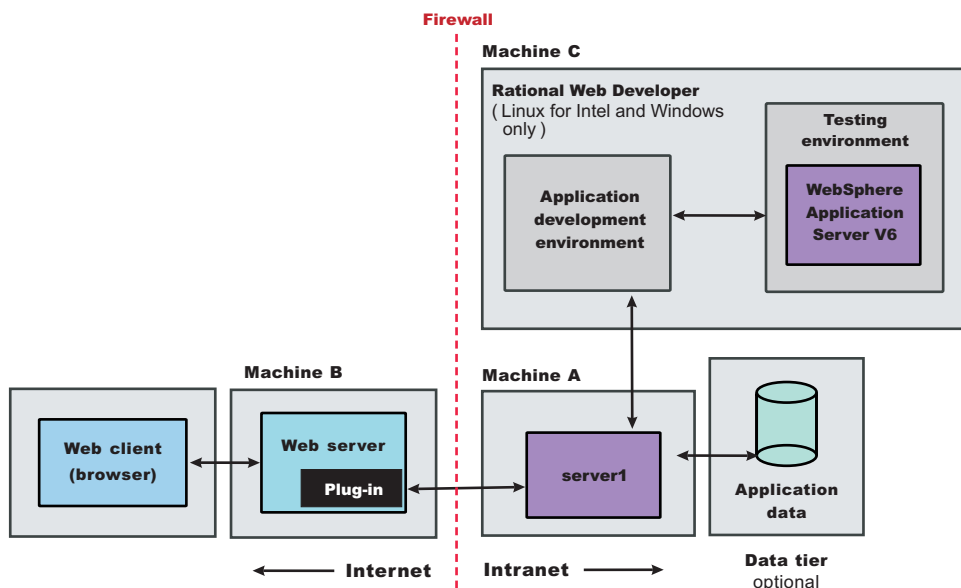 Firewall
Machine C
Rational Web Developer
( Linux for Intel and Windows
only )
Testing
environment
WebSphere
Application
Server V6
Application
development
environment
Machine B
Machine A
Web client
(browser)
Web server
Plug-in
server1
Application
data
Internet
Intranet
Data tier
optional